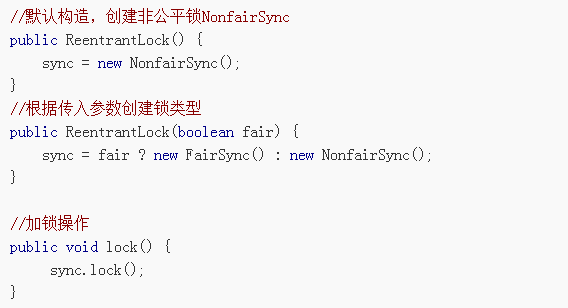 //默认构造，创建非公平锁NonfairSync
public ReentrantLock() {
    sync = new NonfairSync();
}
//根据传入参数创建锁类型
public ReentrantLock(boolean fair) {
    sync = fair ? new FairSync() : new NonfairSync();
}

//加锁操作
public void lock() {
     sync.lock();
}